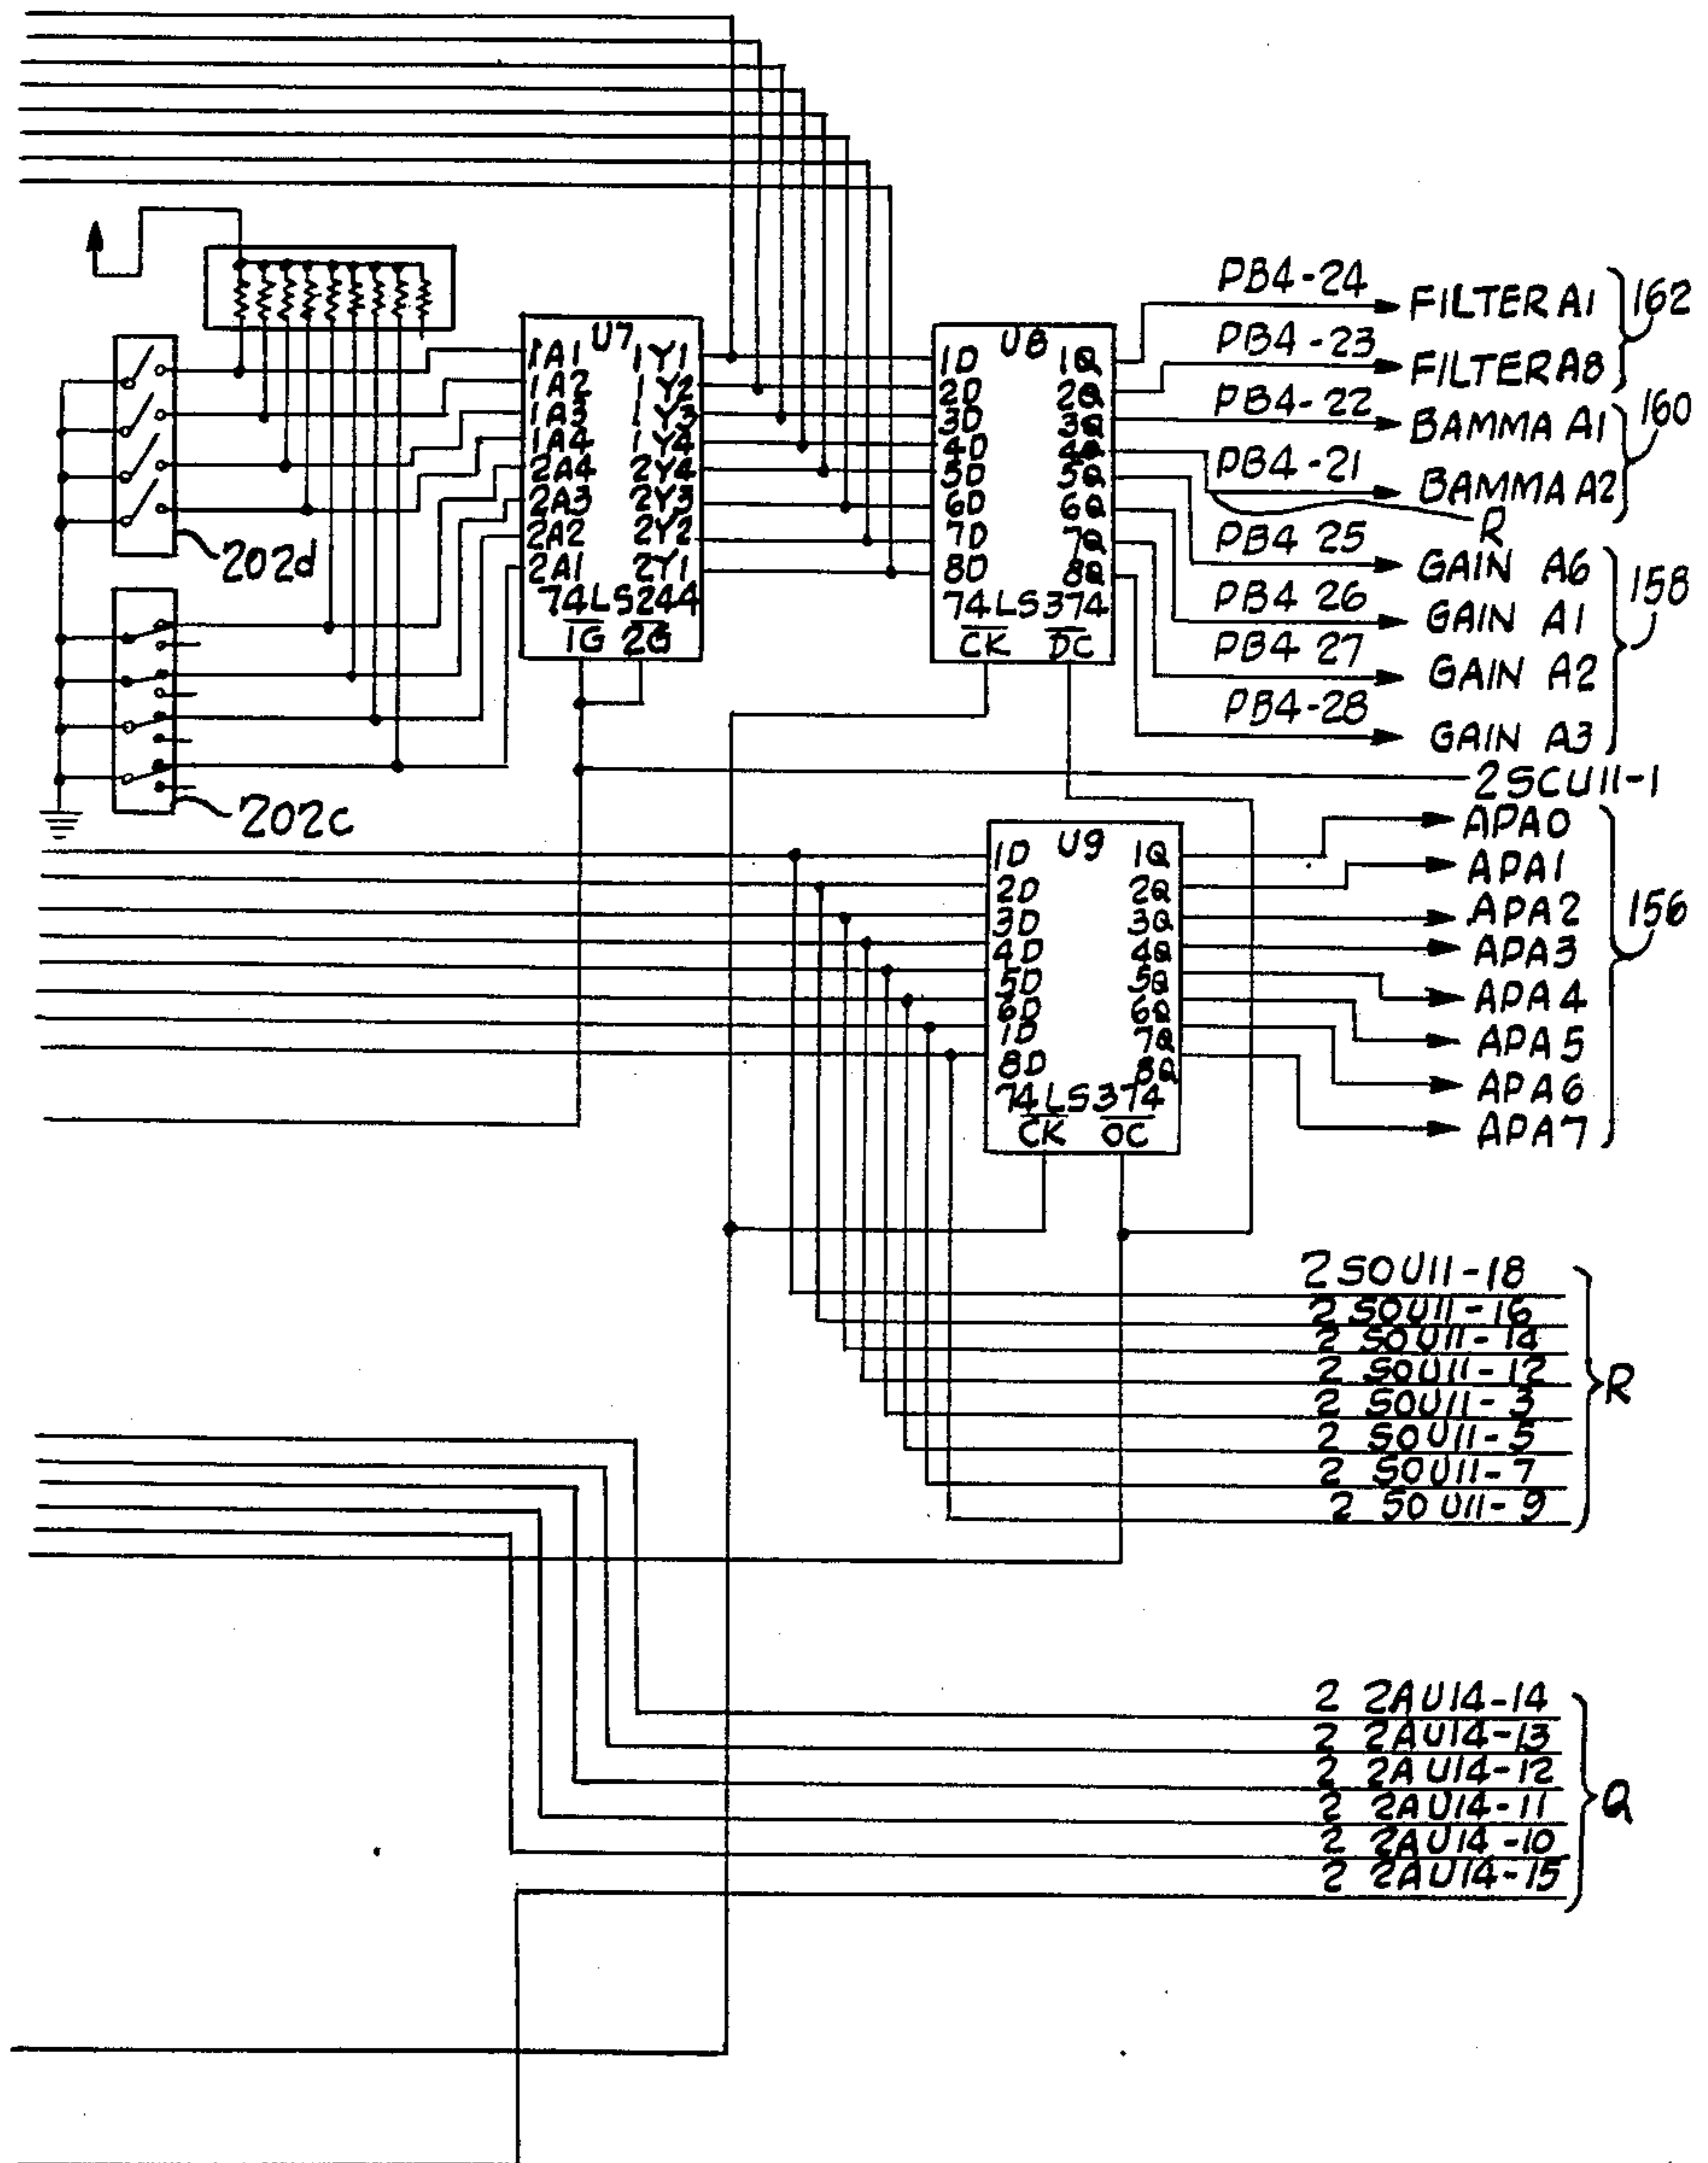 PB4-24
FILTER A1
162
PB4-23
FILTER A8
PB4-22
BAMMA A1
160
PB4-21
BAMMA A2
R
PB4 25
GAIN A6
158
PB4 26
GAIN A1
PB4 27
GAIN A2
PB4-28
GAIN A3
2SCU11-1
U7
1A1 1Y1
1A2 1Y2
1A3 1Y3
1A4 1Y4
2A4 2Y4
2A3 2Y3
2A2 2Y2
2A1 2Y1
74LS244
1G 2G
U8
1D 1Q
2D 2Q
3D 3Q
4D 4Q
5D 5Q
6D 6Q
7D 7Q
8D 8Q
74LS374
CK DC
202d
202c
U9
1D 1Q
2D 2Q
3D 3Q
4D 4Q
5D 5Q
6D 6Q
1D 7Q
8D 8Q
74LS374
CK OC
APA0
APA1
APA2
156
APA3
APA4
APA5
APA6
APA7
2 SOU11-18
2 SOU11-16
2 SOU11-14
2 SOU11-12
R
2 SOU11-3
2 SOU11-5
2 SOU11-7
2 SOU11-9
2 2AU14-14
2 2AU14-13
2 2AU14-12
2 2AU14-11
Q
2 2AU14-10
2 2AU14-15